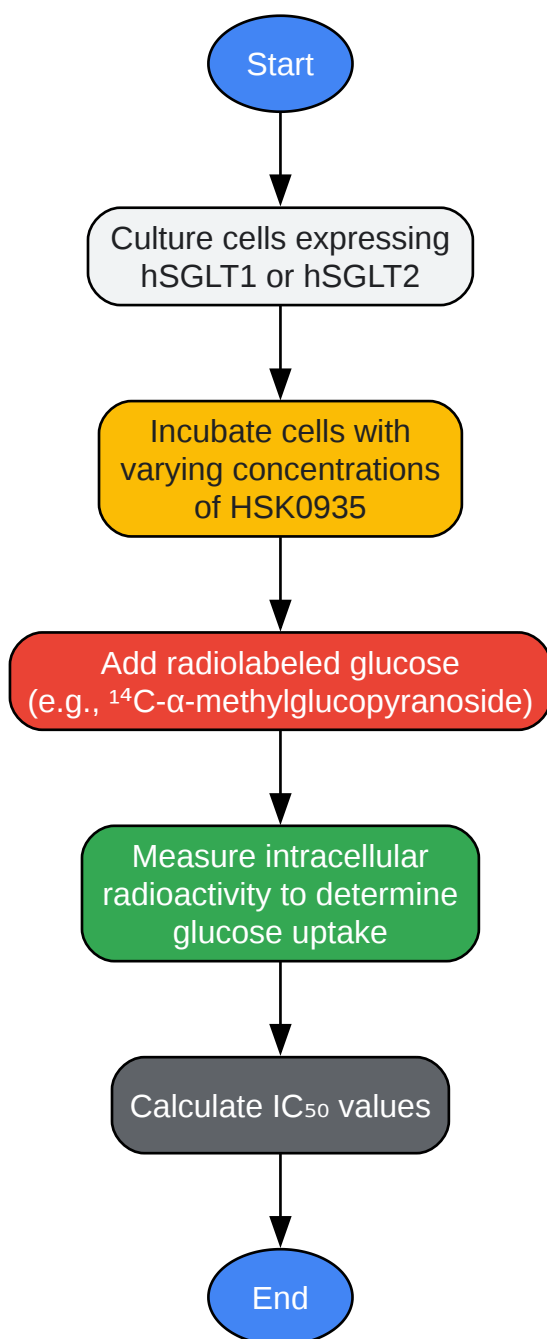 Start
Culture cells expressing
hSGLT1 or hSGLT2
Incubate cells with
varying concentrations
of HSK0935
Add radiolabeled glucose
(e.g., ¹⁴C-α-methylglucopyranoside)
Measure intracellular
radioactivity to determine
glucose uptake
Calculate IC₅₀ values
End